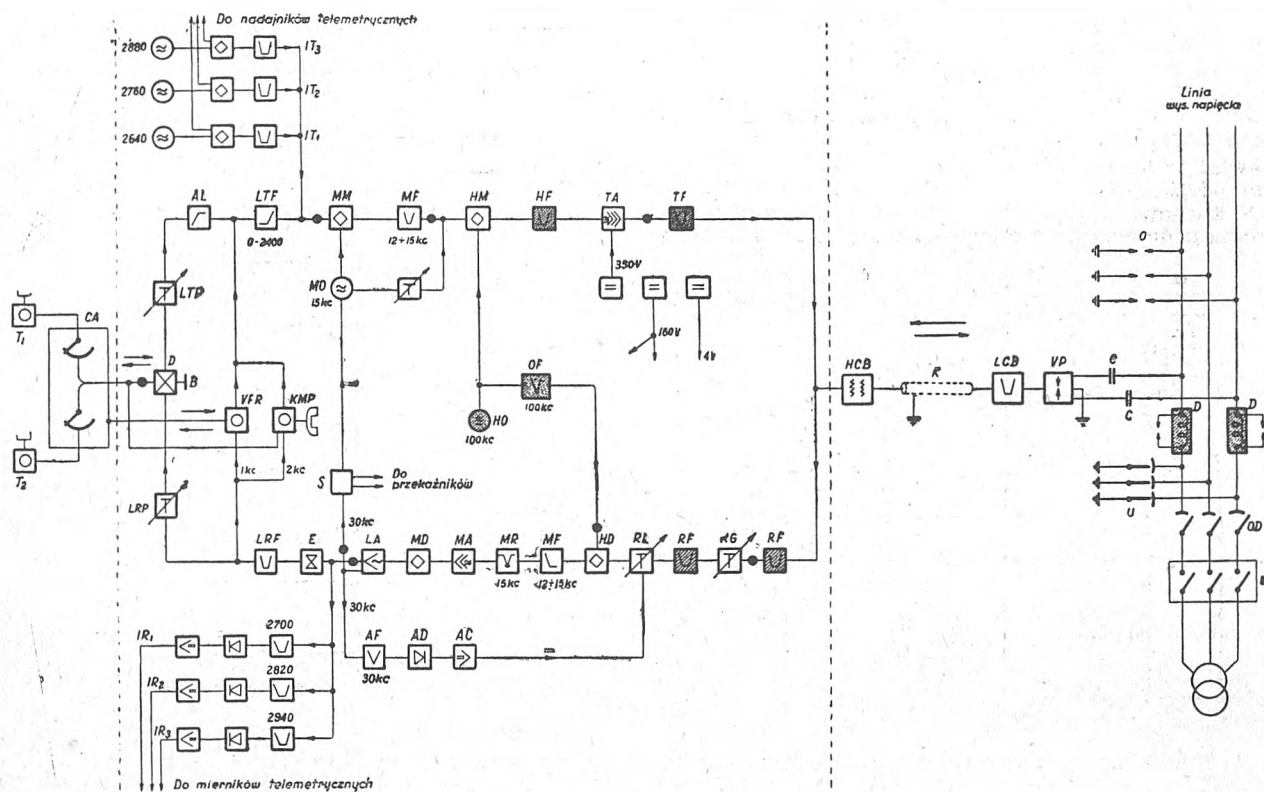 Do nadajników telemetrycznych
2880
IT3
2760
IT2
2640
IT1
Linia
wys. napięcia
AL
LTF
MM
MF
HM
HF
TA
TF
0-2400
12÷15kc
350V
MO
15kc
160V
4V
LTP
O
T1
CA
D
B
VFR
KMP
OF
100kc
HO
100kc
HCB
R
LCB
VP
C
C
D
D
1kc
2kc
S
Do
przekaźników
LRP
30kc
U
OD
LRF
E
LA
MD
MA
MR
MF
HD
RL
RF
RG
RF
T2
15kc
12÷15kc
30kc
AF
AD
AC
=
30kc
IR1
2700
IR2
2820
IR3
2940
Do mierników telemetrycznych